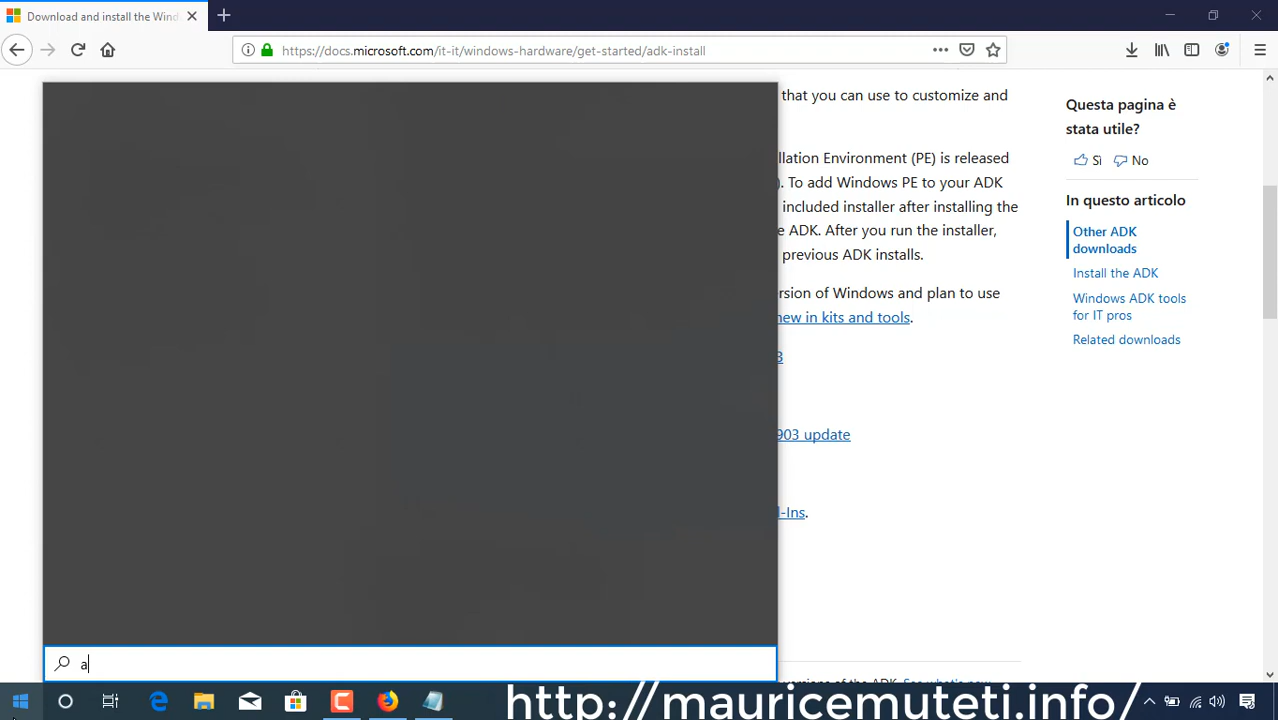 Download and install the Wind
https://docs.microsoft.com/it-it/windows-hardware/get-started/adk-install
that you can use to customize and
llation Environment (PE) is released
). To add Windows PE to your ADK
included installer after installing the
e ADK. After you run the installer,
previous ADK installs.
rsion of Windows and plan to use
new in kits and tools.
3
903 update
l-Ins.
Questa pagina è
stata utile?
Sì No
In questo articolo
Other ADK
downloads
Install the ADK
Windows ADK tools
for IT pros
Related downloads
a
http://mauricemuteti.info/